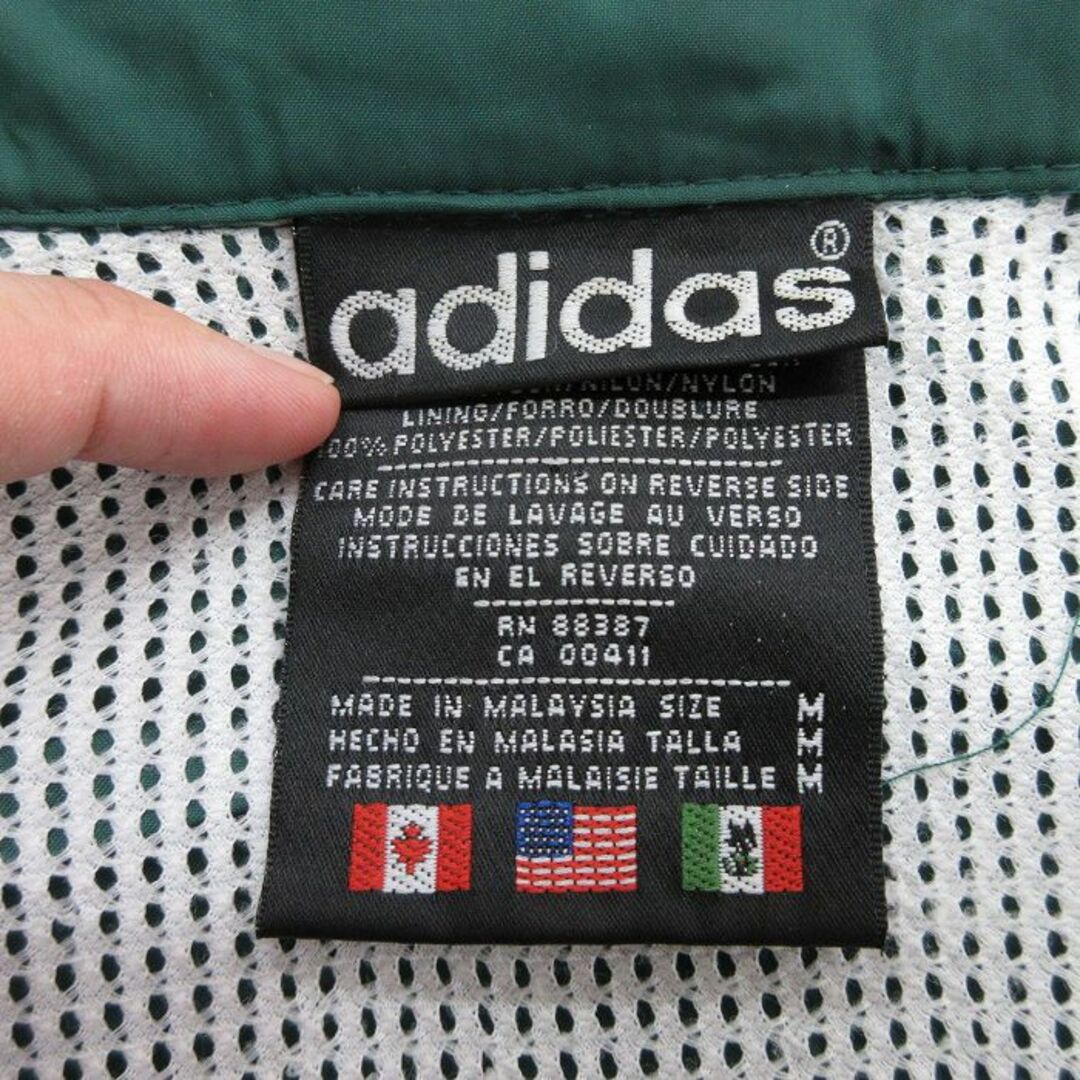 adidas®
/NILON/NYLON
LINING/FORRO/DOUBLURE
100% POLYESTER/POLIESTER/POLYESTER
CARE INSTRUCTIONS ON REVERSE SIDE
MODE DE LAVAGE AU VERSO
INSTRUCCIONES SOBRE CUIDADO
EN EL REVERSO
RN 88387
CA 00411
MADE IN MALAYSIA SIZE M
HECHO EN MALASIA TALLA M
FABRIQUE A MALAISIE TAILLE M